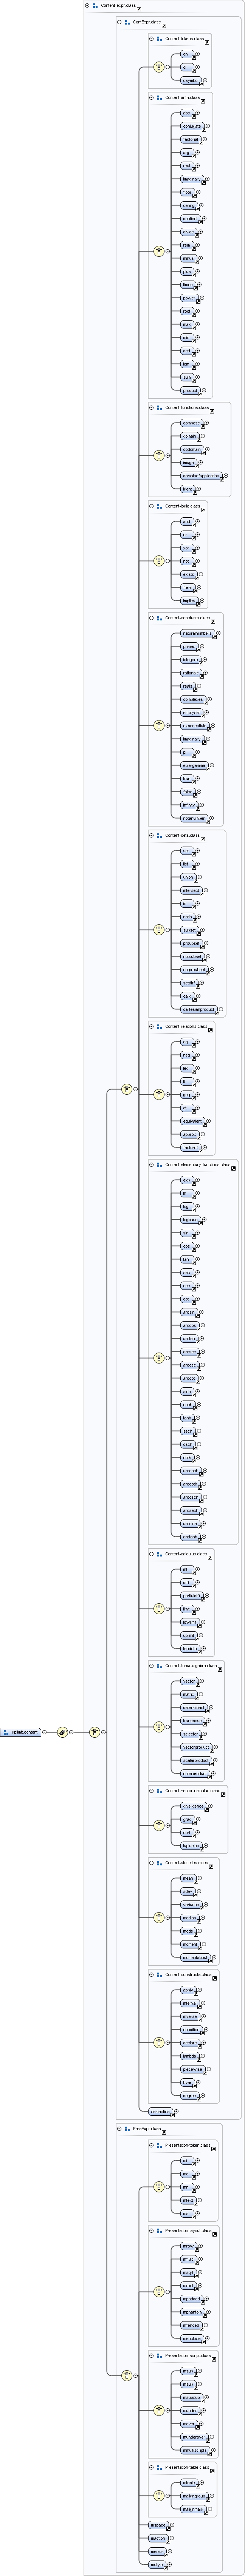 Content-expr.class
ContExpr.class
Content-tokens.class
cn
ci
csymbol
Content-arith.class
abs
conjugate
factorial
arg
real
imaginary
floor
ceiling
quotient
divide
rem
minus
plus
times
power
root
max
min
gcd
lcm
sum
product
Content-functions.class
compose
domain
codomain
image
domainofapplication
ident
Content-logic.class
and
or
xor
not
exists
forall
implies
Content-constants.class
naturalnumbers
primes
integers
rationals
reals
complexes
emptyset
exponentiale
imaginaryi
pi
eulergamma
true
false
infinity
notanumber
Content-sets.class
set
list
union
intersect
in
notin
subset
prsubset
notsubset
notprsubset
setdiff
card
cartesianproduct
Content-relations.class
eq
neq
leq
lt
geq
gt
equivalent
approx
factorof
Content-elementary-functions.class
exp
ln
log
logbase
sin
cos
tan
sec
csc
cot
arcsin
arccos
arctan
arcsec
arccsc
arccot
sinh
cosh
tanh
sech
csch
coth
arccosh
arccoth
arccsch
arcsech
arcsinh
arctanh
Content-calculus.class
int
diff
partialdiff
limit
lowlimit
uplimit
tendsto
Content-linear-algebra.class
vector
matrix
determinant
transpose
selector
vectorproduct
scalarproduct
outerproduct
Content-vector-calculus.class
divergence
grad
curl
laplacian
Content-statistics.class
mean
sdev
variance
median
mode
moment
momentabout
Content-constructs.class
apply
interval
inverse
condition
declare
lambda
piecewise
bvar
degree
semantics
uplimit.content
PresExpr.class
Presentation-token.class
mi
mo
mn
mtext
ms
Presentation-layout.class
mrow
mfrac
msqrt
mroot
mpadded
mphantom
mfenced
menclose
Presentation-script.class
msub
msup
msubsup
munder
mover
munderover
mmultiscripts
Presentation-table.class
mtable
maligngroup
malignmark
mspace
maction
merror
mstyle